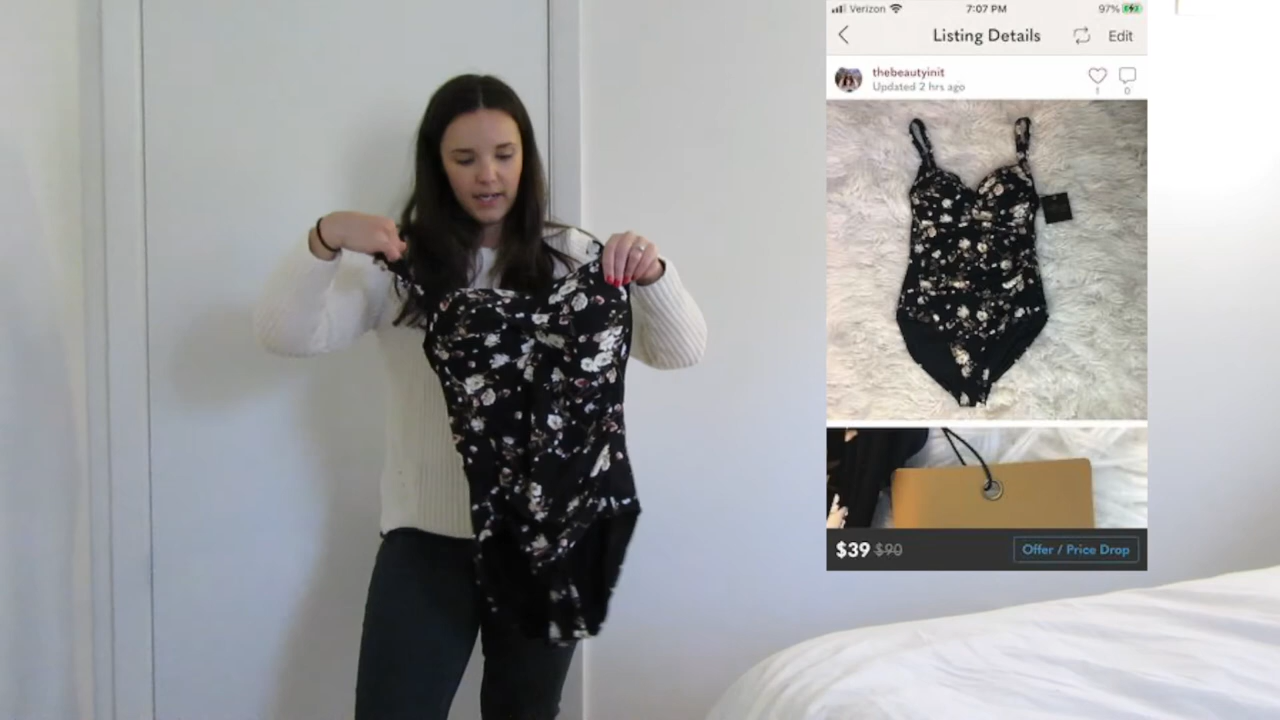 Verizon 7:07 PM 97%
Listing Details Edit
thebeautyinit
Updated 2 hrs ago
1 0
$39 $90 Offer / Price Drop